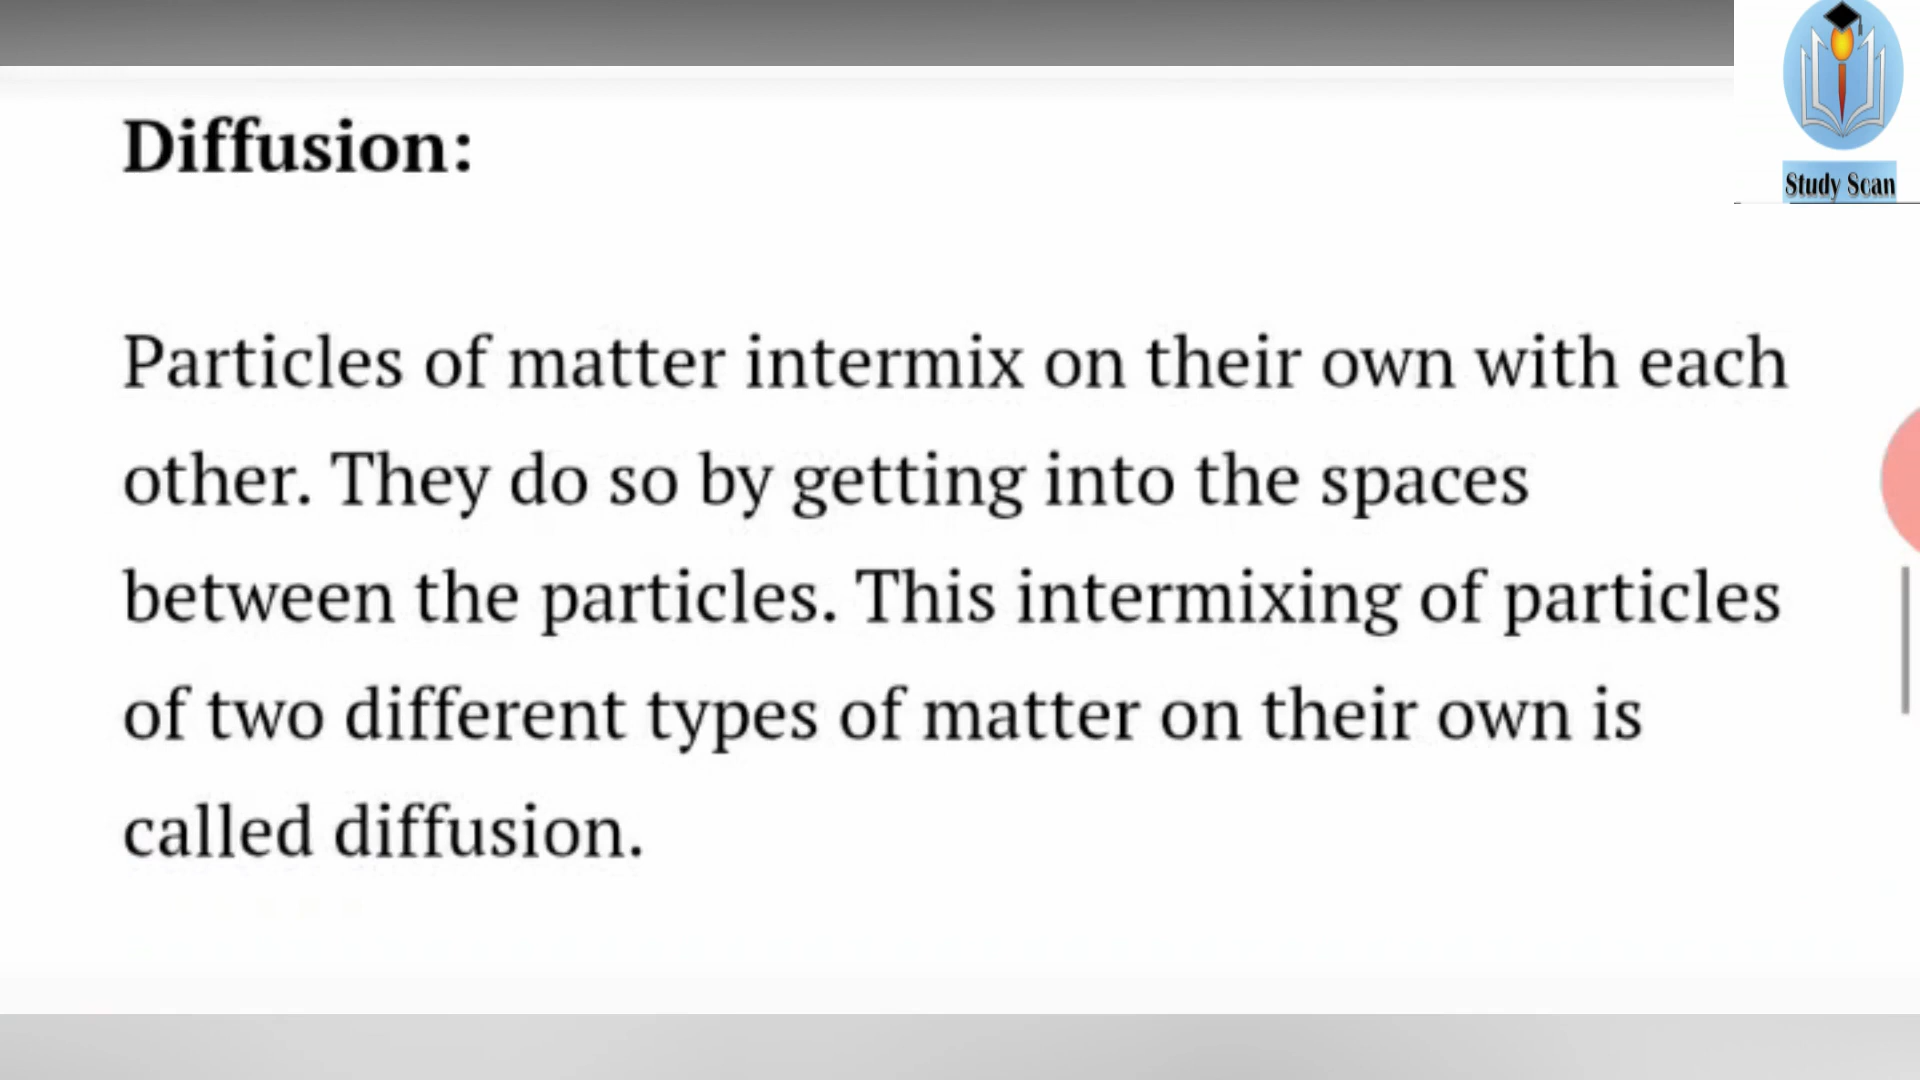 Study Scan
Diffusion:
Particles of matter intermix on their own with each
other. They do so by getting into the spaces
between the particles. This intermixing of particles
of two different types of matter on their own is
called diffusion.